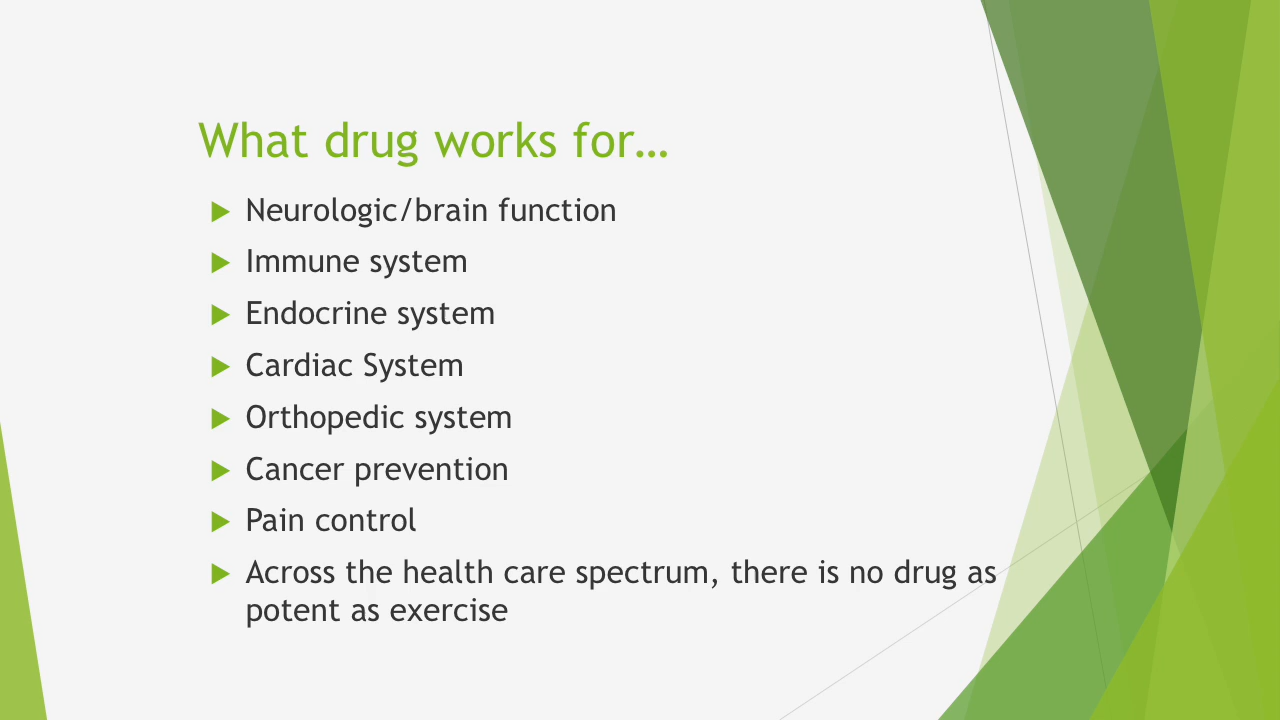 What drug works for…
Neurologic/brain function
Immune system
Endocrine system
Cardiac System
Orthopedic system
Cancer prevention
Pain control
Across the health care spectrum, there is no drug as
potent as exercise